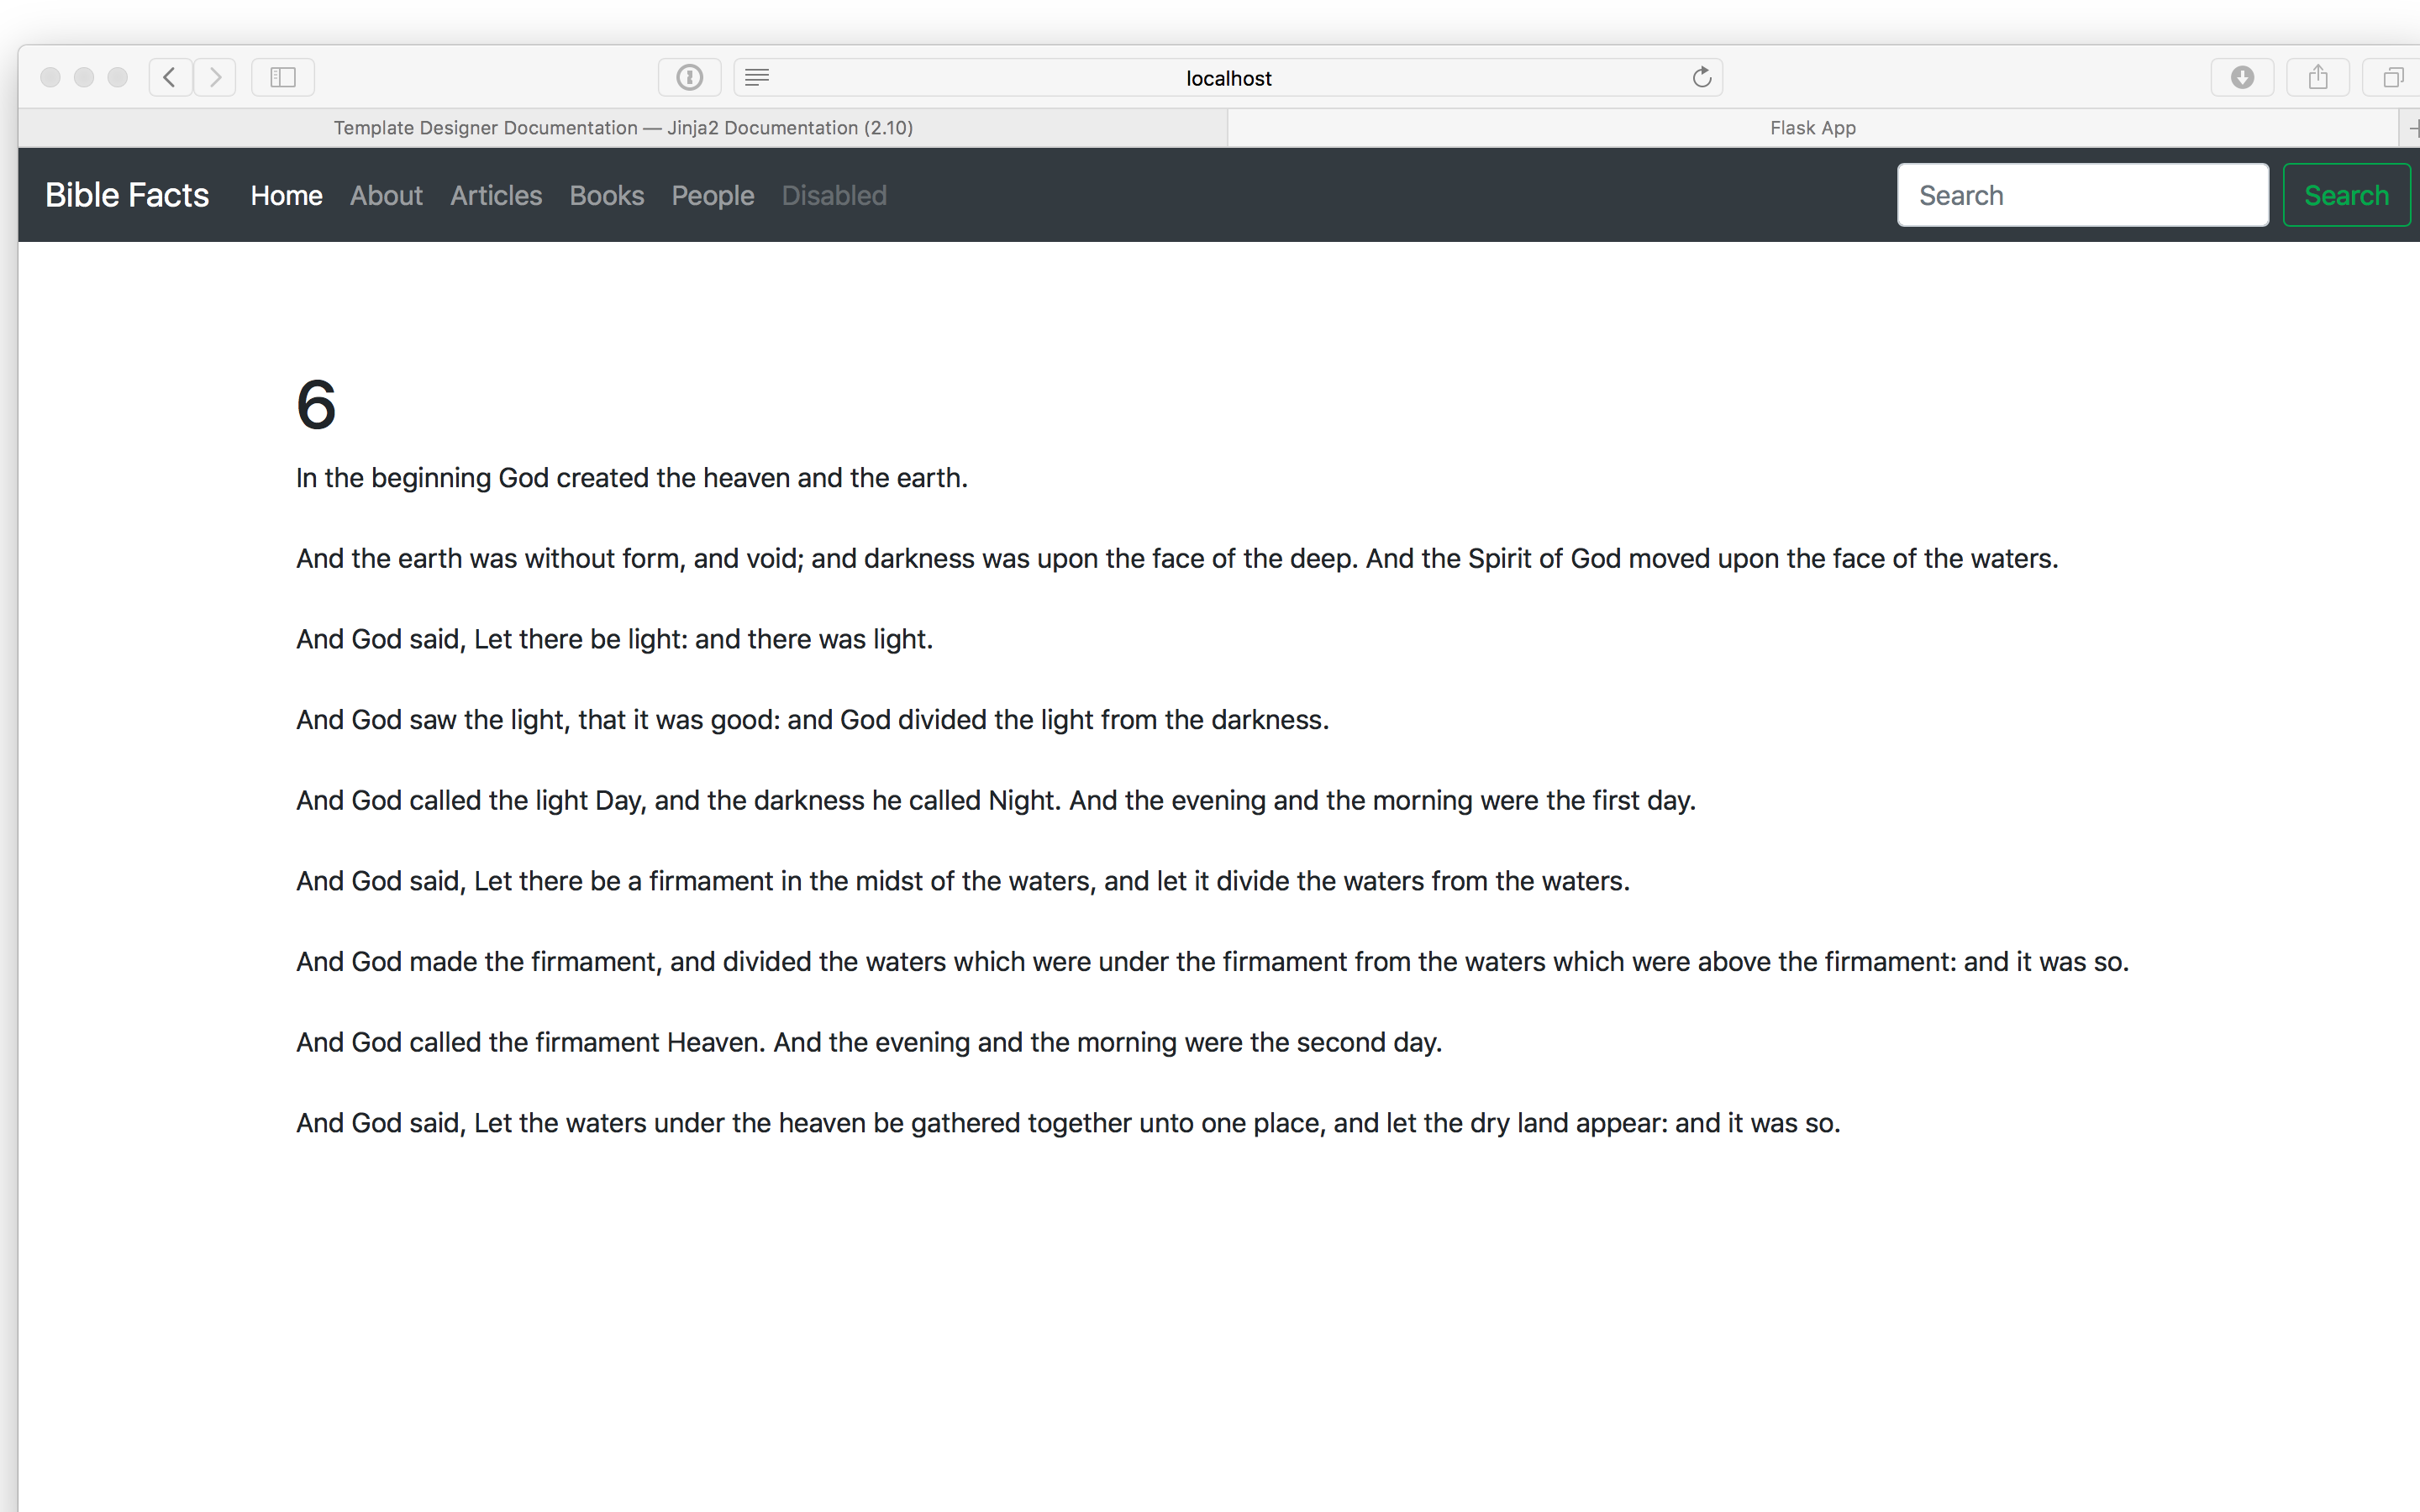 localhost
Template Designer Documentation — Jinja2 Documentation (2.10)
Flask App
Bible Facts Home About Articles Books People Disabled Search Search
6
In the beginning God created the heaven and the earth.
And the earth was without form, and void; and darkness was upon the face of the deep. And the Spirit of God moved upon the face of the waters.
And God said, Let there be light: and there was light.
And God saw the light, that it was good: and God divided the light from the darkness.
And God called the light Day, and the darkness he called Night. And the evening and the morning were the first day.
And God said, Let there be a firmament in the midst of the waters, and let it divide the waters from the waters.
And God made the firmament, and divided the waters which were under the firmament from the waters which were above the firmament: and it was so.
And God called the firmament Heaven. And the evening and the morning were the second day.
And God said, Let the waters under the heaven be gathered together unto one place, and let the dry land appear: and it was so.